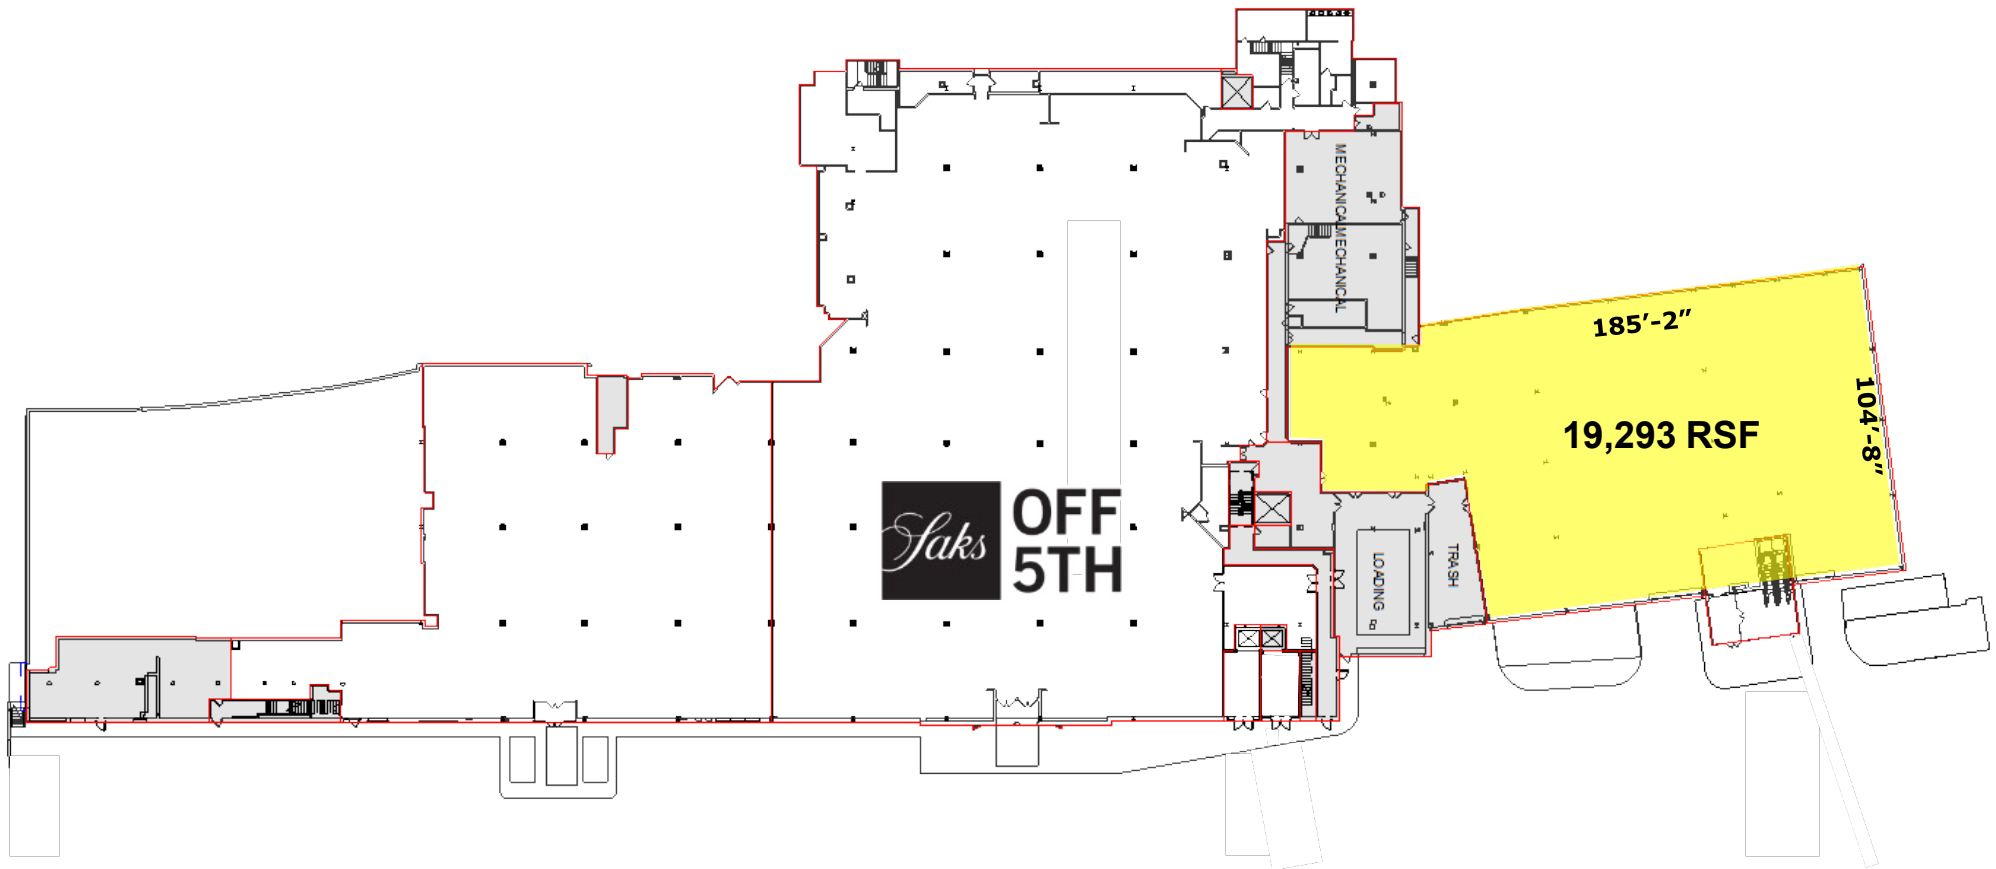 MECHANICAL
MECHANICAL
185’-2”
104’-8”
19,293 RSF
Saks
OFF
5TH
LOADING
TRASH